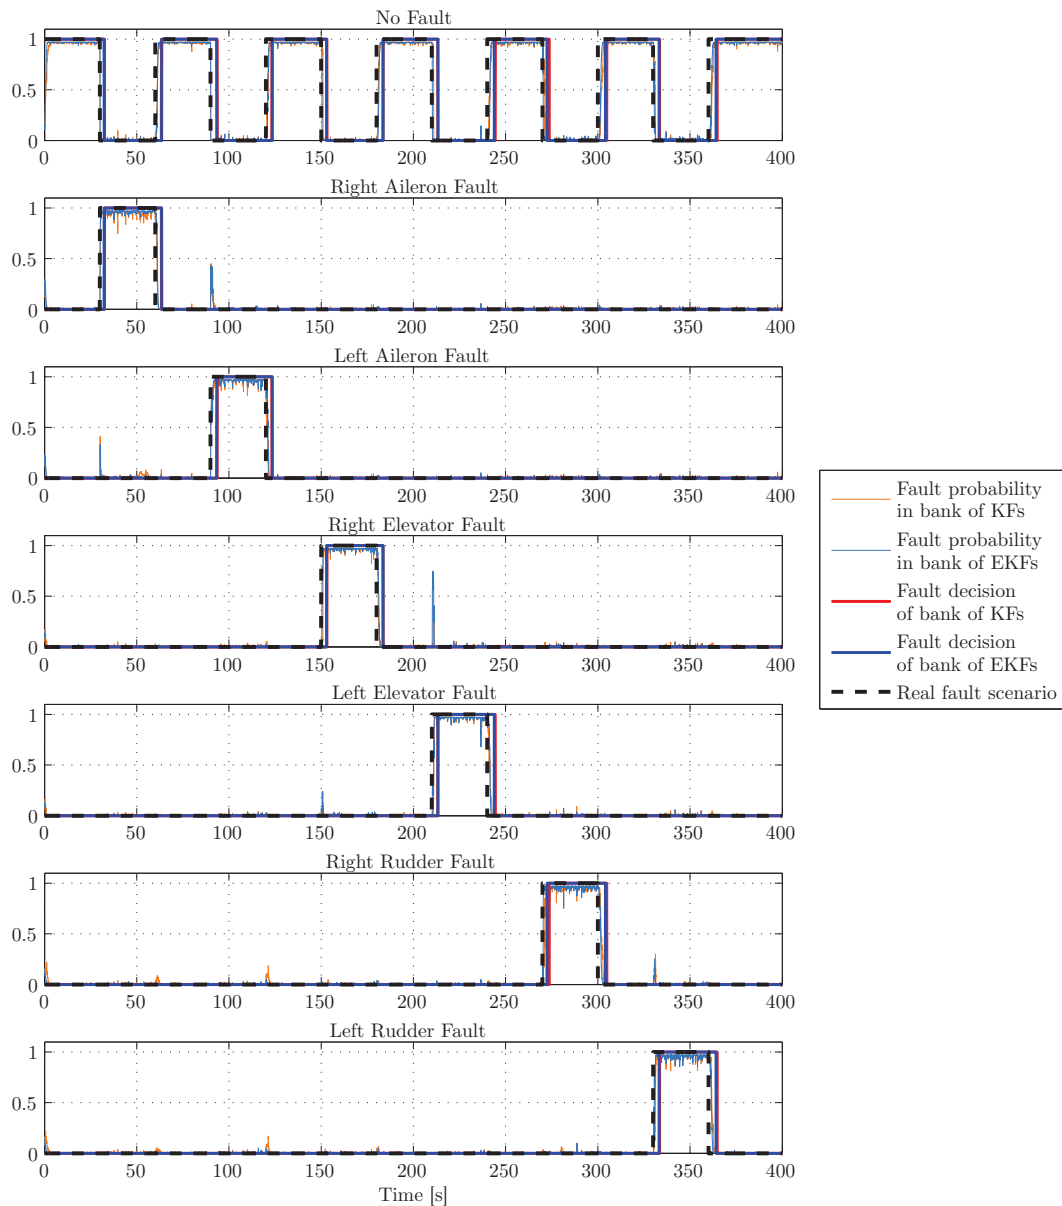 No Fault
1
0.5
0
0 50 100 150 200 250 300 350 400
Right Aileron Fault
1
0.5
0
0 50 100 150 200 250 300 350 400
Left Aileron Fault
1
0.5
0
0 50 100 150 200 250 300 350 400
Right Elevator Fault
1
0.5
0
0 50 100 150 200 250 300 350 400
Left Elevator Fault
1
0.5
0
0 50 100 150 200 250 300 350 400
Right Rudder Fault
1
0.5
0
0 50 100 150 200 250 300 350 400
Left Rudder Fault
1
0.5
0
0 50 100 150 200 250 300 350 400
Time [s]
Fault probability
in bank of KFs
Fault probability
in bank of EKFs
Fault decision
of bank of KFs
Fault decision
of bank of EKFs
Real fault scenario